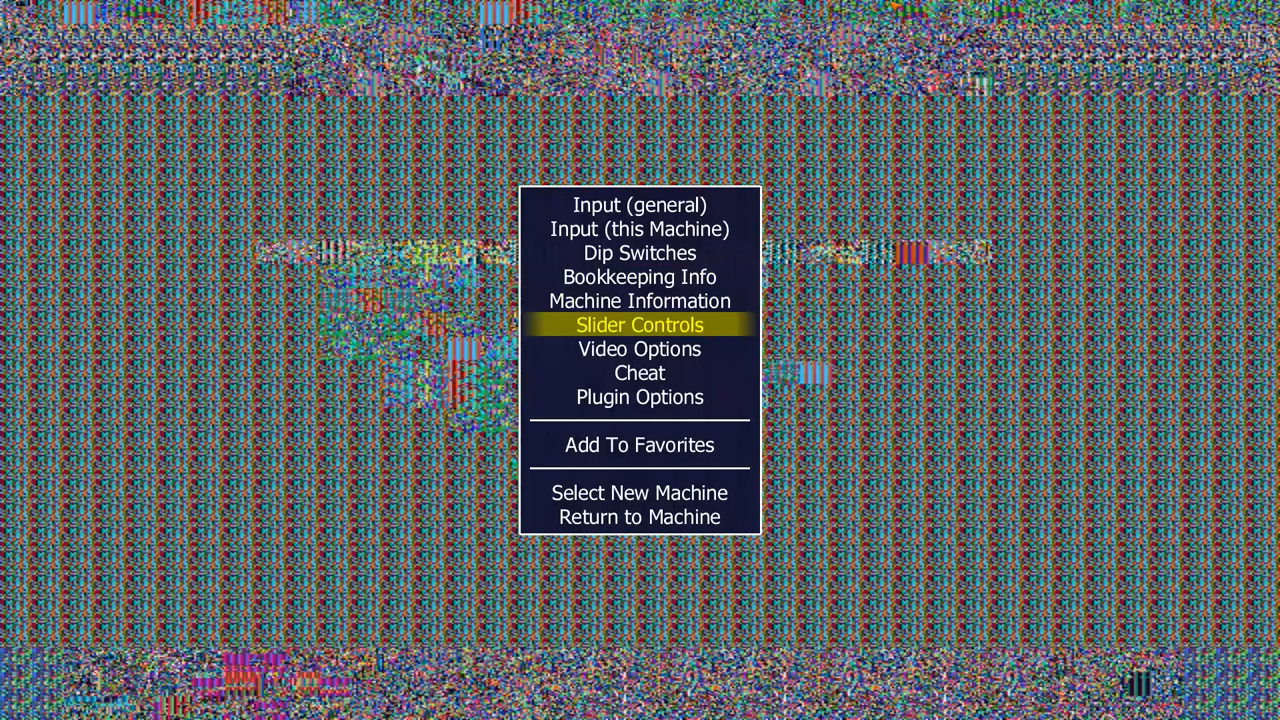 Input (general)
Input (this Machine)
Dip Switches
Bookkeeping Info
Machine Information
Slider Controls
Video Options
Cheat
Plugin Options
Add To Favorites
Select New Machine
Return to Machine